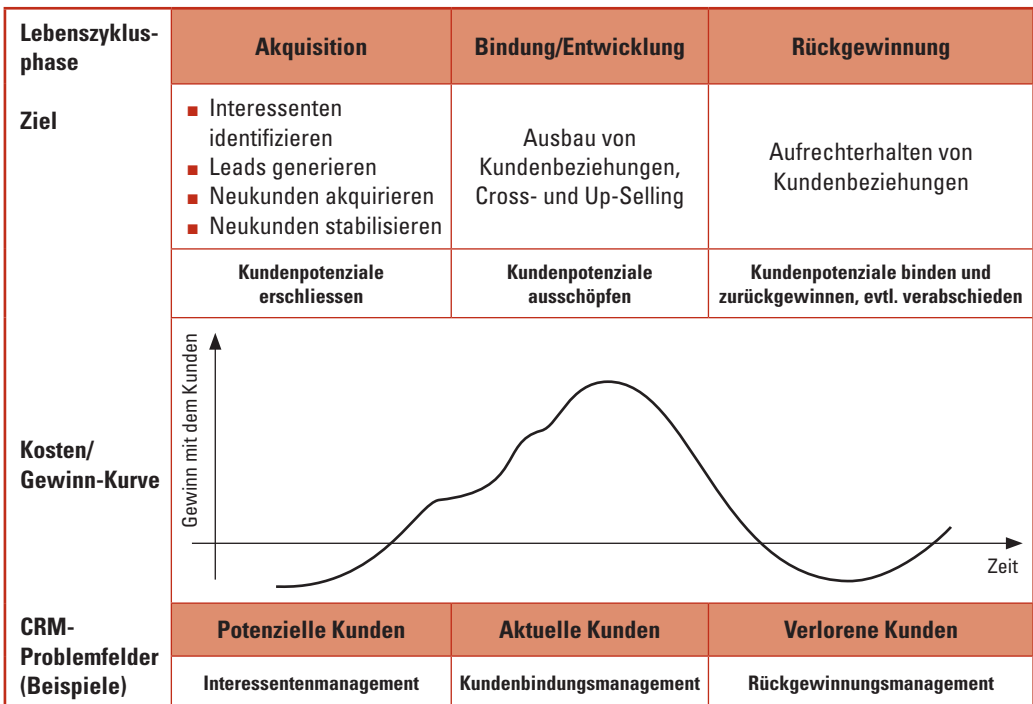 Lebenszyklus-
phase
Akquisition
Bindung/Entwicklung
Rückgewinnung
Ziel
■ Interessenten
identifizieren
■ Leads generieren
■ Neukunden akquirieren
■ Neukunden stabilisieren
Ausbau von
Kundenbeziehungen,
Cross- und Up-Selling
Aufrechterhalten von
Kundenbeziehungen
Kundenpotenziale
erschliessen
Kundenpotenziale
ausschöpfen
Kundenpotenziale binden und
zurückgewinnen, evtl. verabschieden
Kosten/
Gewinn-Kurve
Gewinn mit dem Kunden
Zeit
CRM-
Problemfelder
(Beispiele)
Potenzielle Kunden
Aktuelle Kunden
Verlorene Kunden
Interessentenmanagement
Kundenbindungsmanagement
Rückgewinnungsmanagement